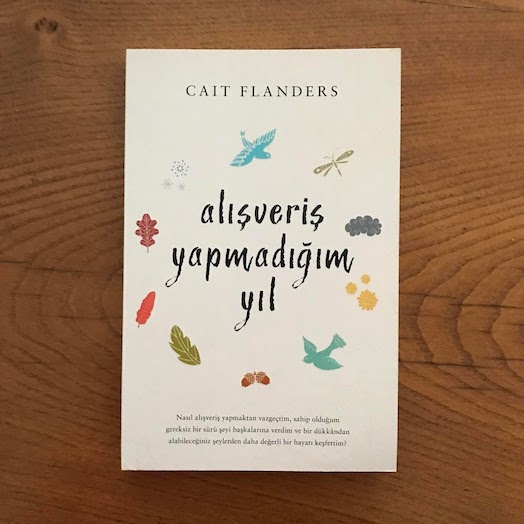 CAIT FLANDERS
alışveriş
yapmadığım
yıl
Nasıl alışveriş yapmaktan vazgeçtim, sahip olduğum
gereksiz bir sürü şeyi başkalarına verdim ve bir dükkândan
alabileceğiniz şeylerden daha değerli bir hayatı keşfettim?